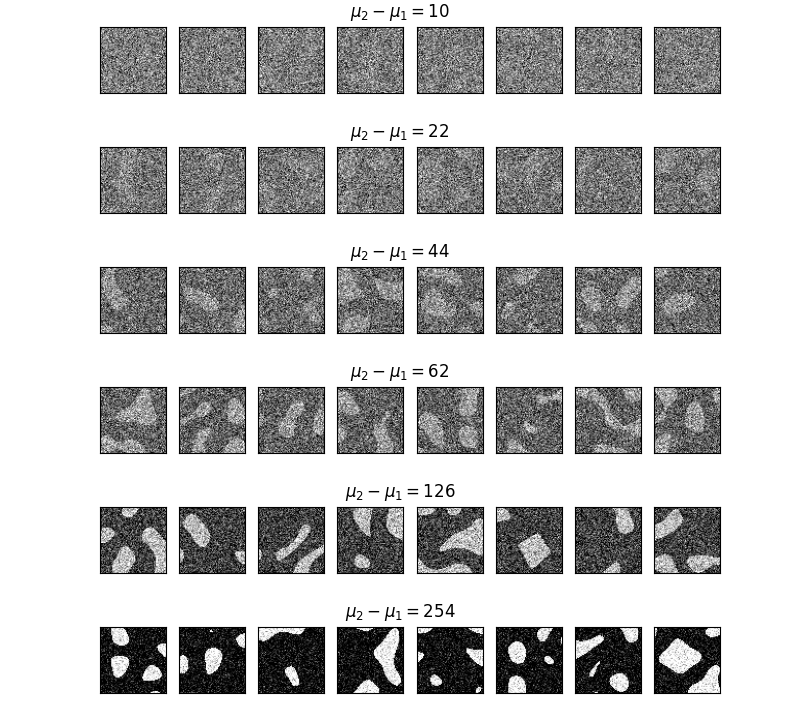 μ₂ − μ₁ = 10
μ₂ − μ₁ = 22
μ₂ − μ₁ = 44
μ₂ − μ₁ = 62
μ₂ − μ₁ = 126
μ₂ − μ₁ = 254